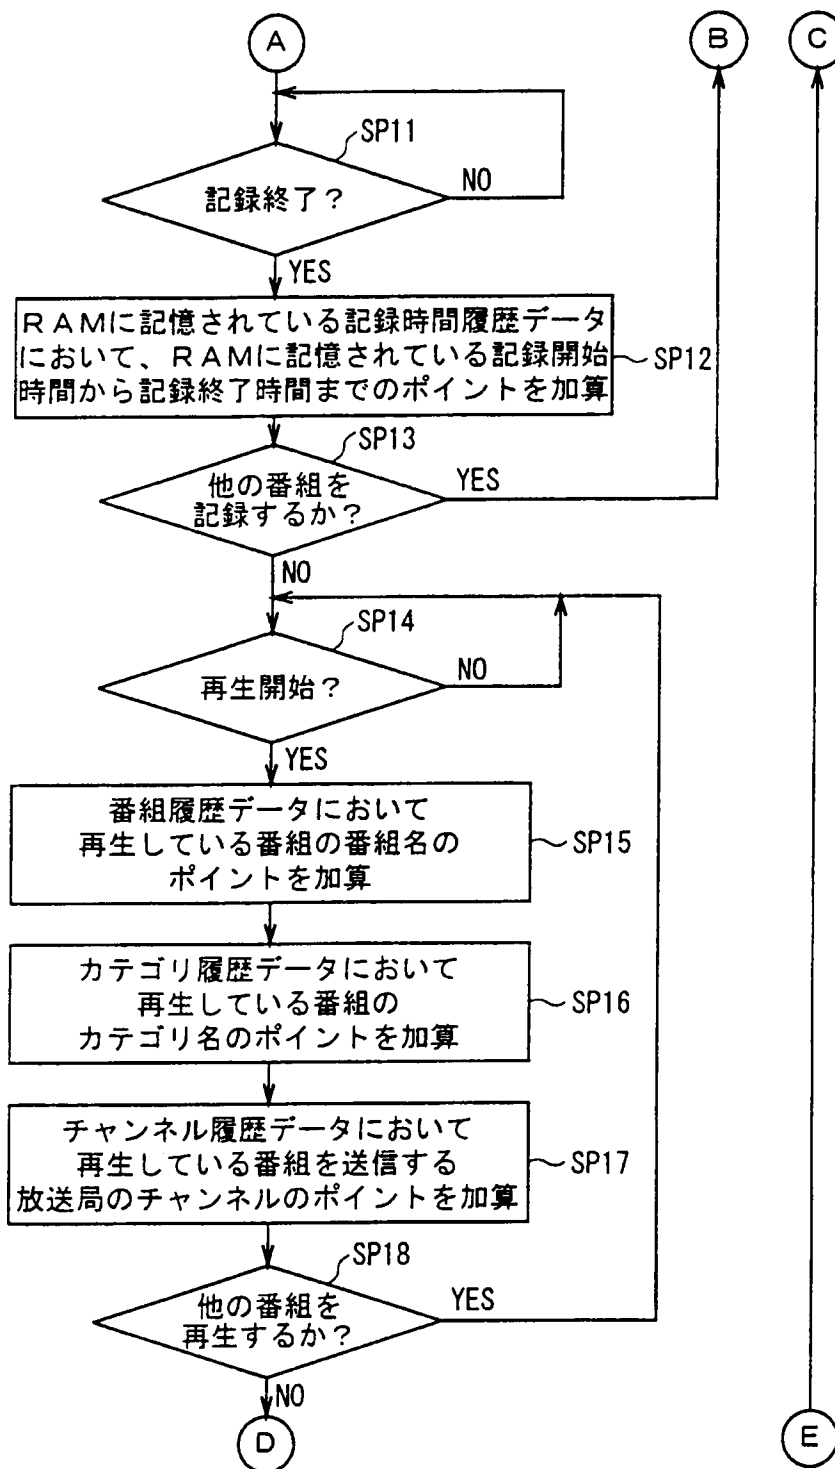 A
B
C
SP11
記録終了？
NO
YES
RAMに記憶されている記録時間履歴データ
において、RAMに記憶されている記録開始
時間から記録終了時間までのポイントを加算
SP12
SP13
他の番組を
記録するか？
YES
NO
SP14
再生開始？
NO
YES
番組履歴データにおいて
再生している番組の番組名の
ポイントを加算
SP15
カテゴリ履歴データにおいて
再生している番組の
カテゴリ名のポイントを加算
SP16
チャンネル履歴データにおいて
再生している番組を送信する
放送局のチャンネルのポイントを加算
SP17
SP18
他の番組を
再生するか？
YES
NO
D
E